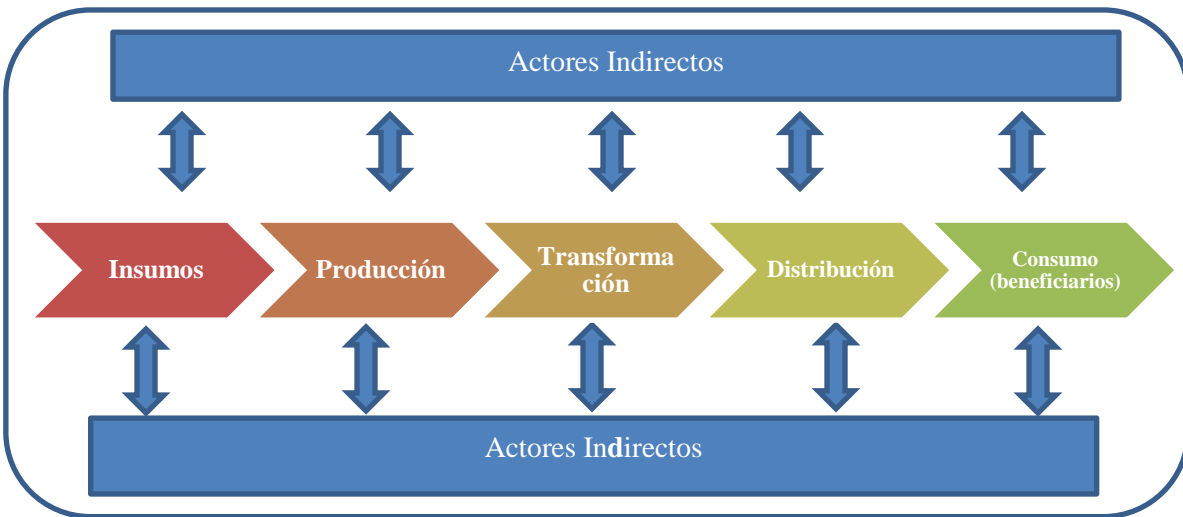 Actores Indirectos
Insumos
Producción
Transforma
ción
Distribución
Consumo
(beneficiarios)
Actores Indirectos